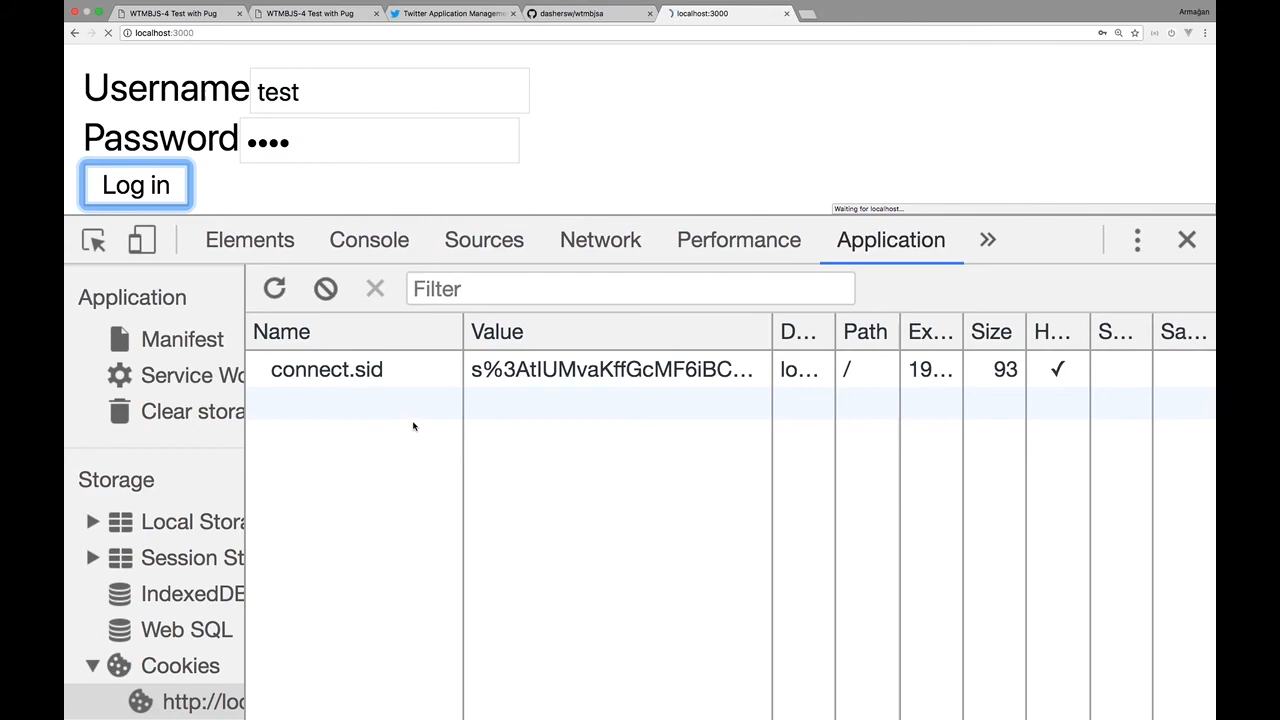 WTMBJS-4 Test with Pug
WTMBJS-4 Test with Pug
Twitter Application Manageme
dashersw/wtmbjsa
localhost:3000
Armağan
localhost:3000
Username
test
Password
••••
Log in
Waiting for localhost...
Elements
Console
Sources
Network
Performance
Application
»
Application
Manifest
Service Wo
Clear stora
Storage
Local Stora
Session St
IndexedDB
Web SQL
Cookies
http://loc
Filter
Name Value D... Path Ex... Size H... S... Sa...
connect.sid s%3AtlUMvaKffGcMF6iBC... lo... / 19... 93 ✓